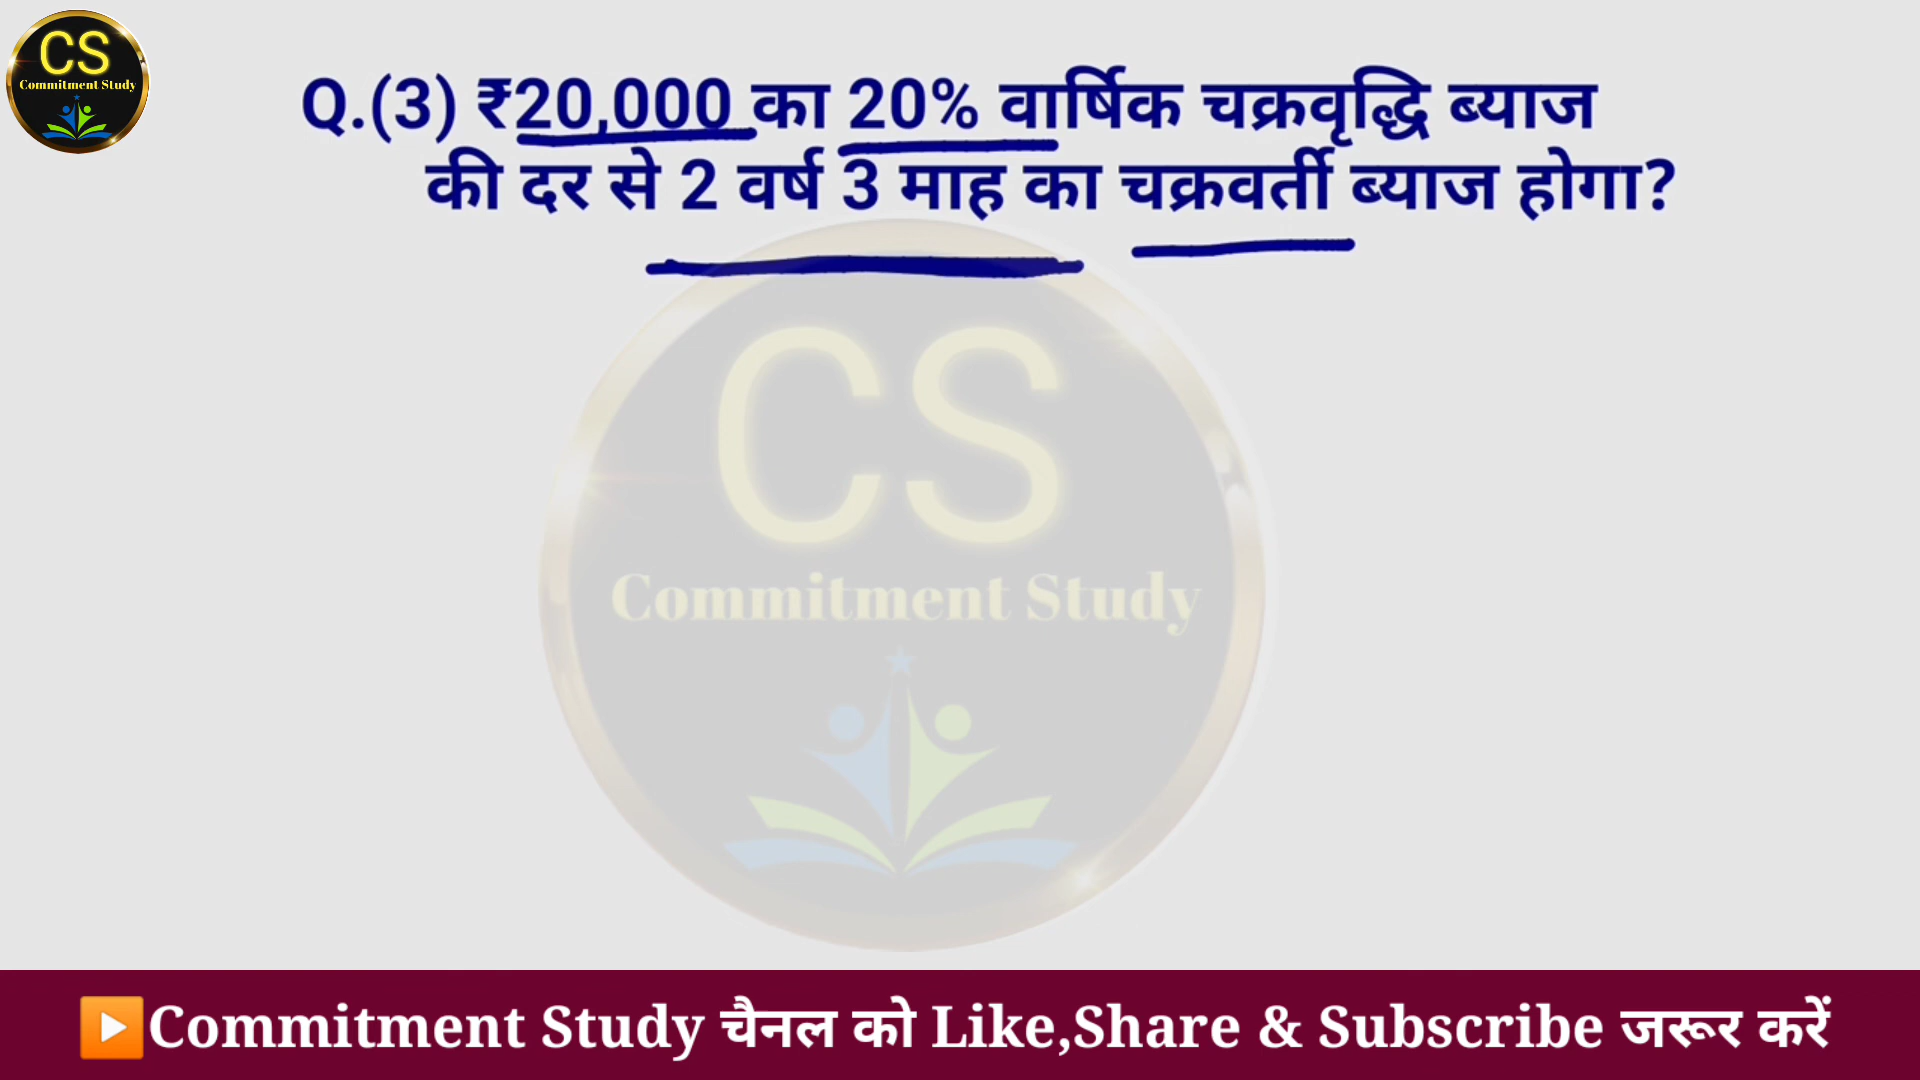 CS
Commitment Study
Q.(3) ₹20,000 का 20% वार्षिक चक्रवृद्धि ब्याज
की दर से 2 वर्ष 3 माह का चक्रवर्ती ब्याज होगा?
CS
Commitment Study
▶️Commitment Study चैनल को Like,Share & Subscribe जरूर करें